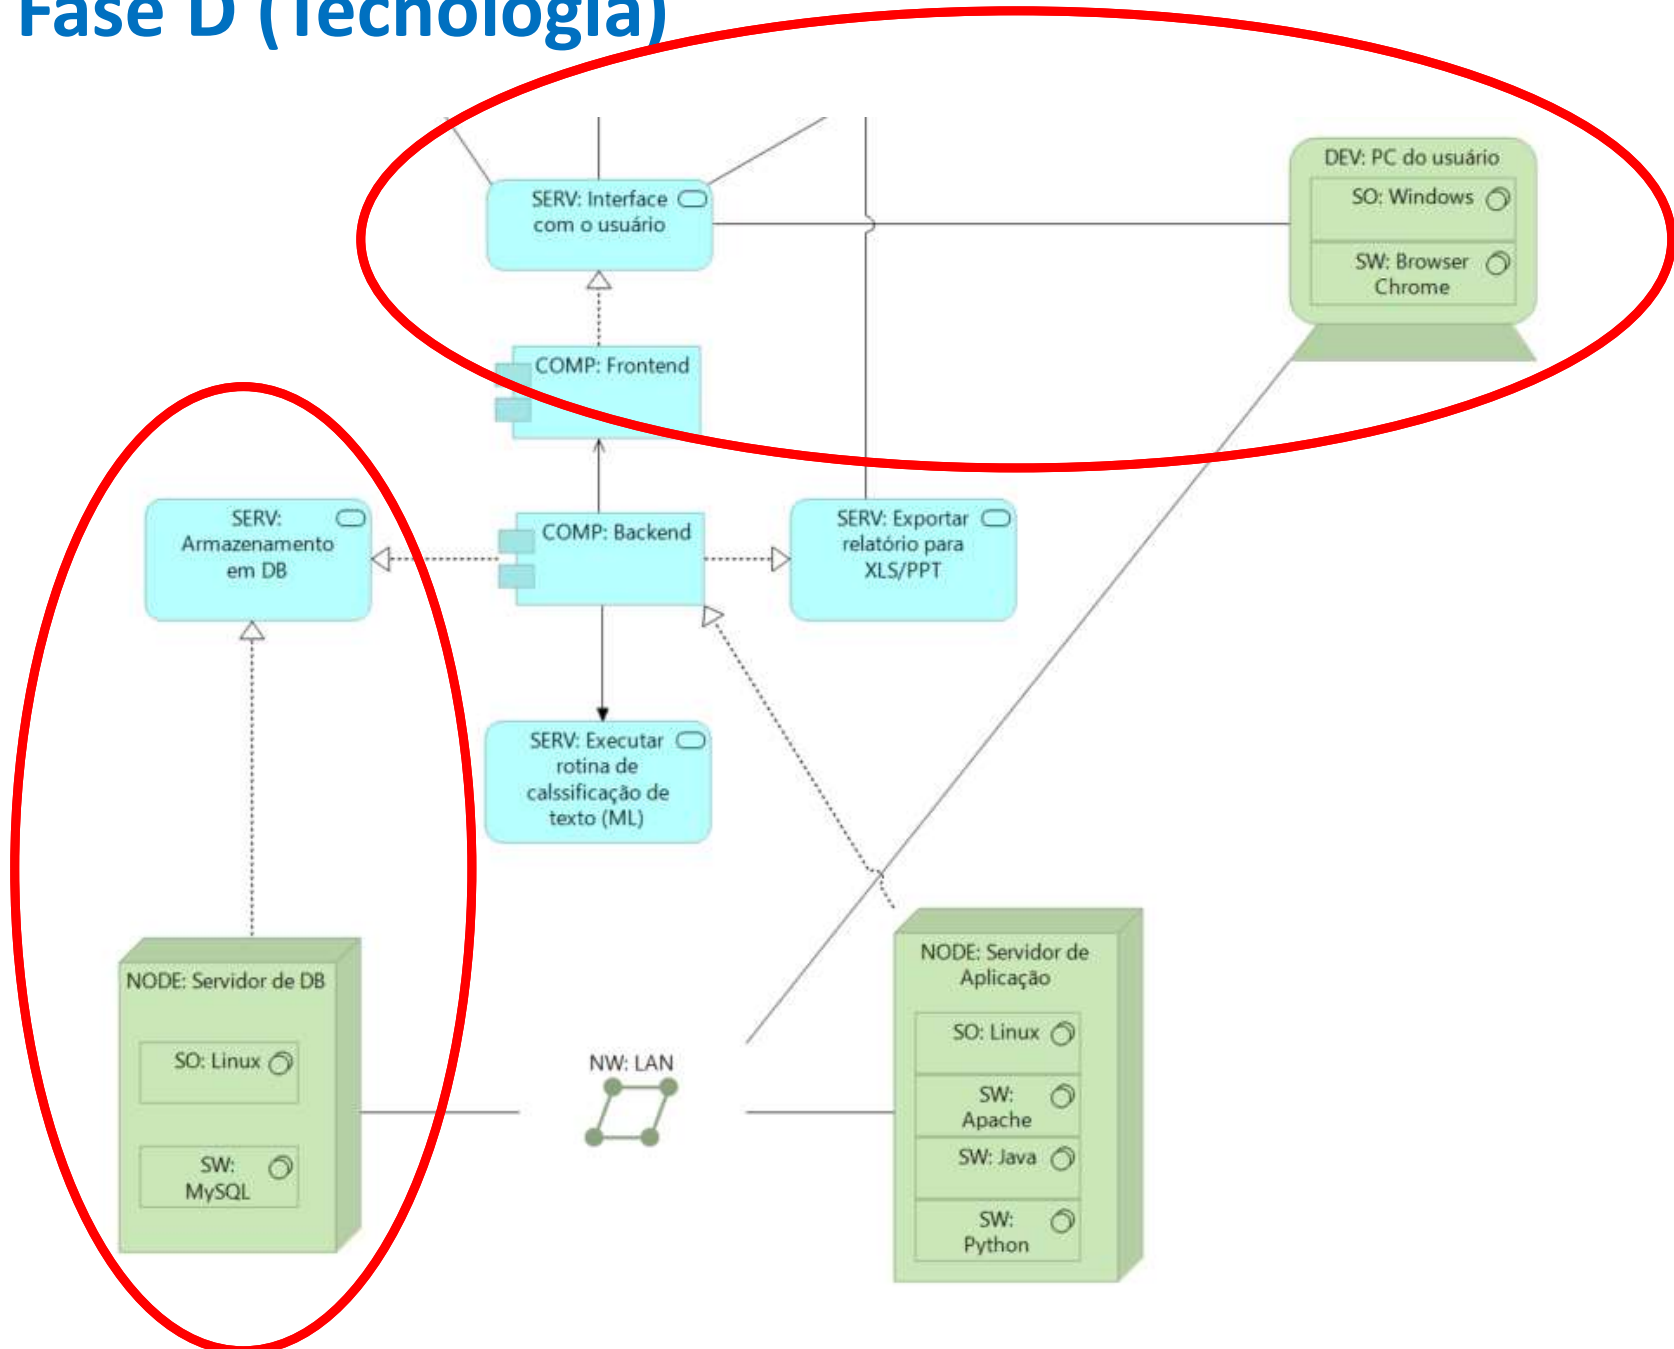 Fase D (Tecnologia)
DEV: PC do usuário
SO: Windows
SW: Browser
Chrome
SERV: Interface
com o usuário
COMP: Frontend
SERV:
Armazenamento
em DB
COMP: Backend
SERV: Exportar
relatório para
XLS/PPT
SERV: Executar
rotina de
calssificação de
texto (ML)
NODE: Servidor de DB
SO: Linux
SW:
MySQL
NW: LAN
NODE: Servidor de
Aplicação
SO: Linux
SW:
Apache
SW: Java
SW:
Python